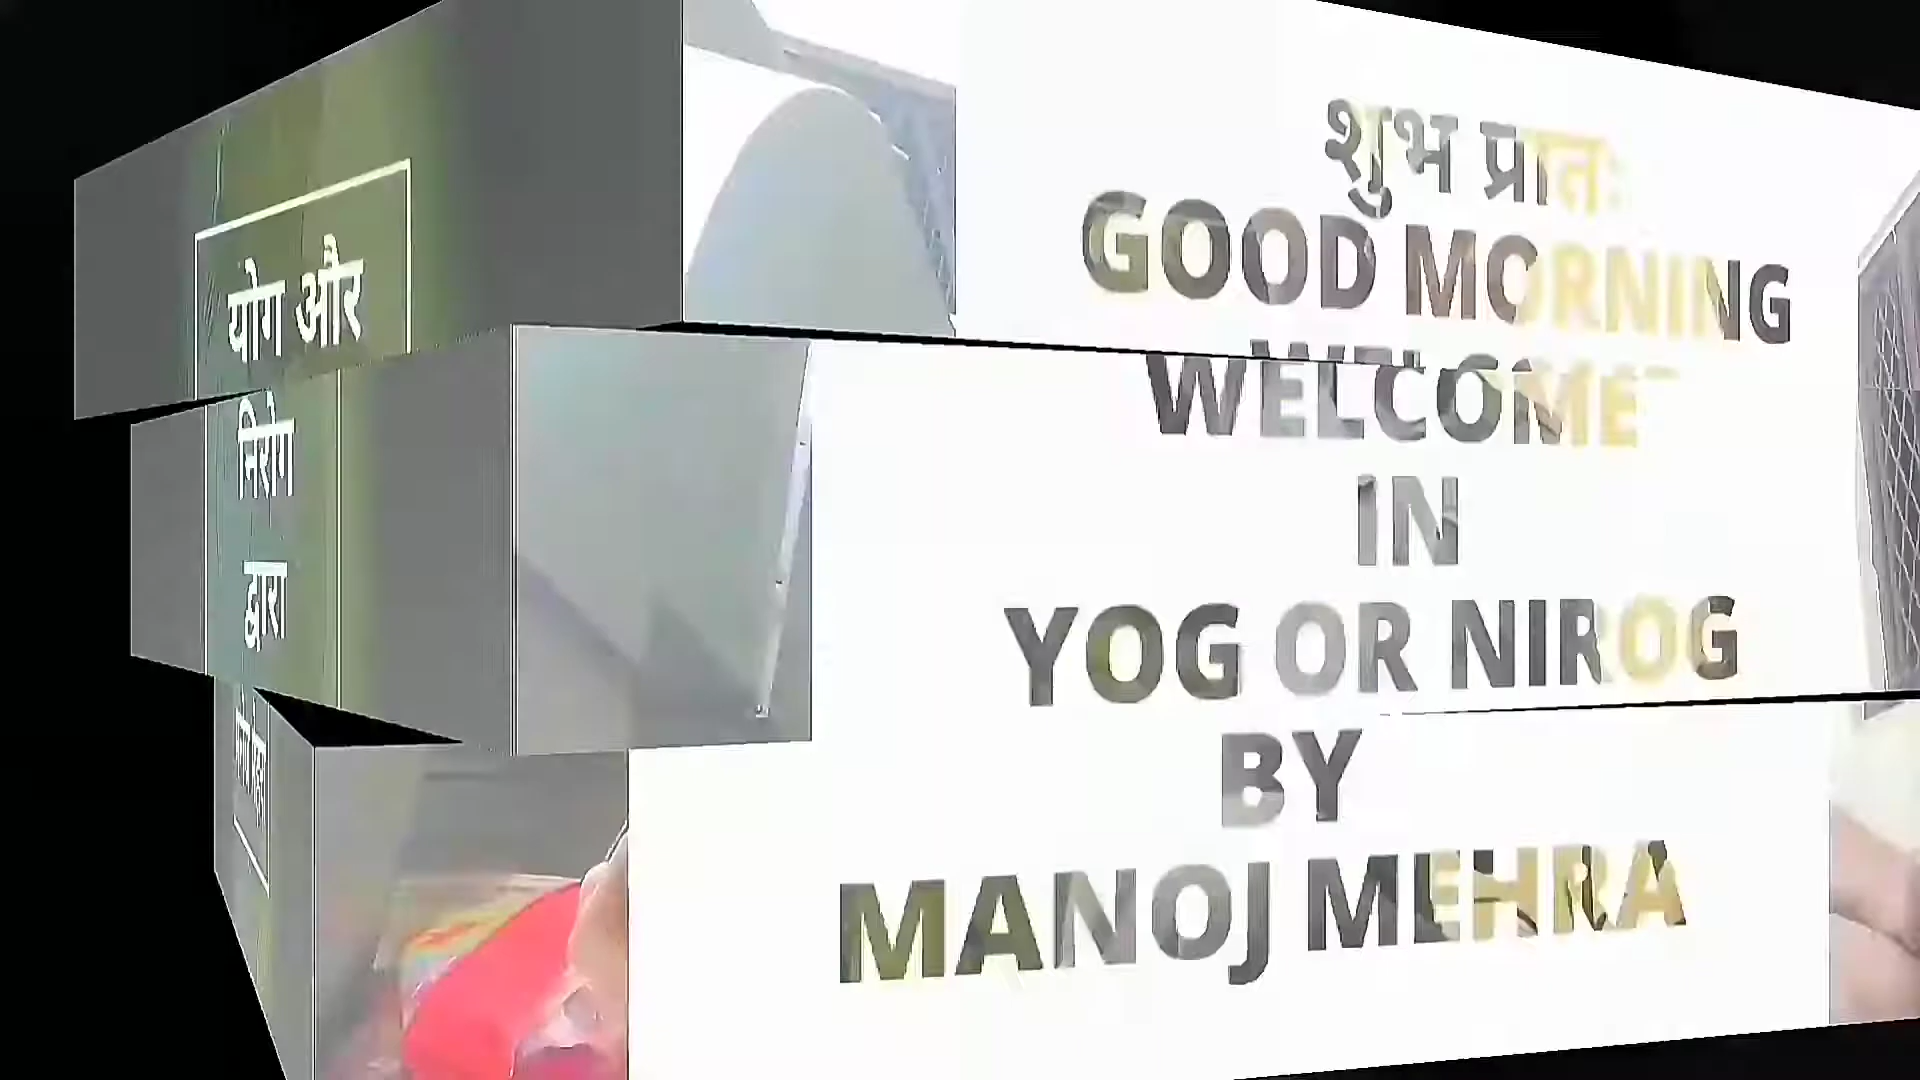 योग और
निरोग
द्वारा
शुभ प्रातः
GOOD MORNING
WELCOME
IN
YOG OR NIROG
BY
MANOJ MEHRA